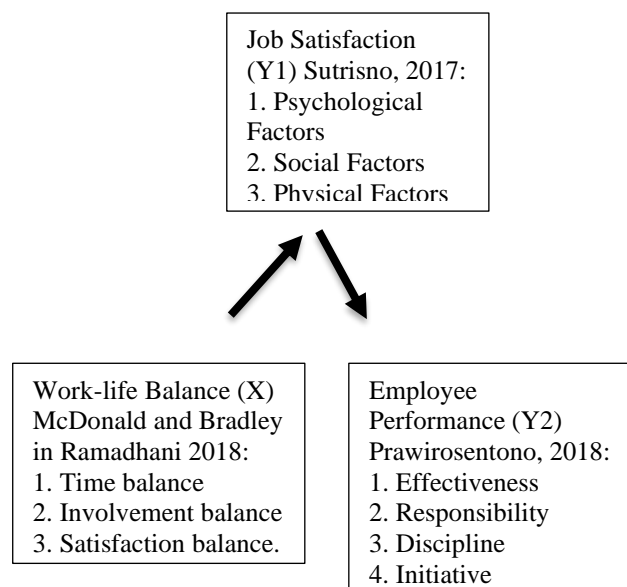 Job Satisfaction
(Y1) Sutrisno, 2017:
1. Psychological
Factors
2. Social Factors
3. Physical Factors
Work-life Balance (X)
McDonald and Bradley
in Ramadhani 2018:
1. Time balance
2. Involvement balance
3. Satisfaction balance.
Employee
Performance (Y2)
Prawirosentono, 2018:
1. Effectiveness
2. Responsibility
3. Discipline
4. Initiative